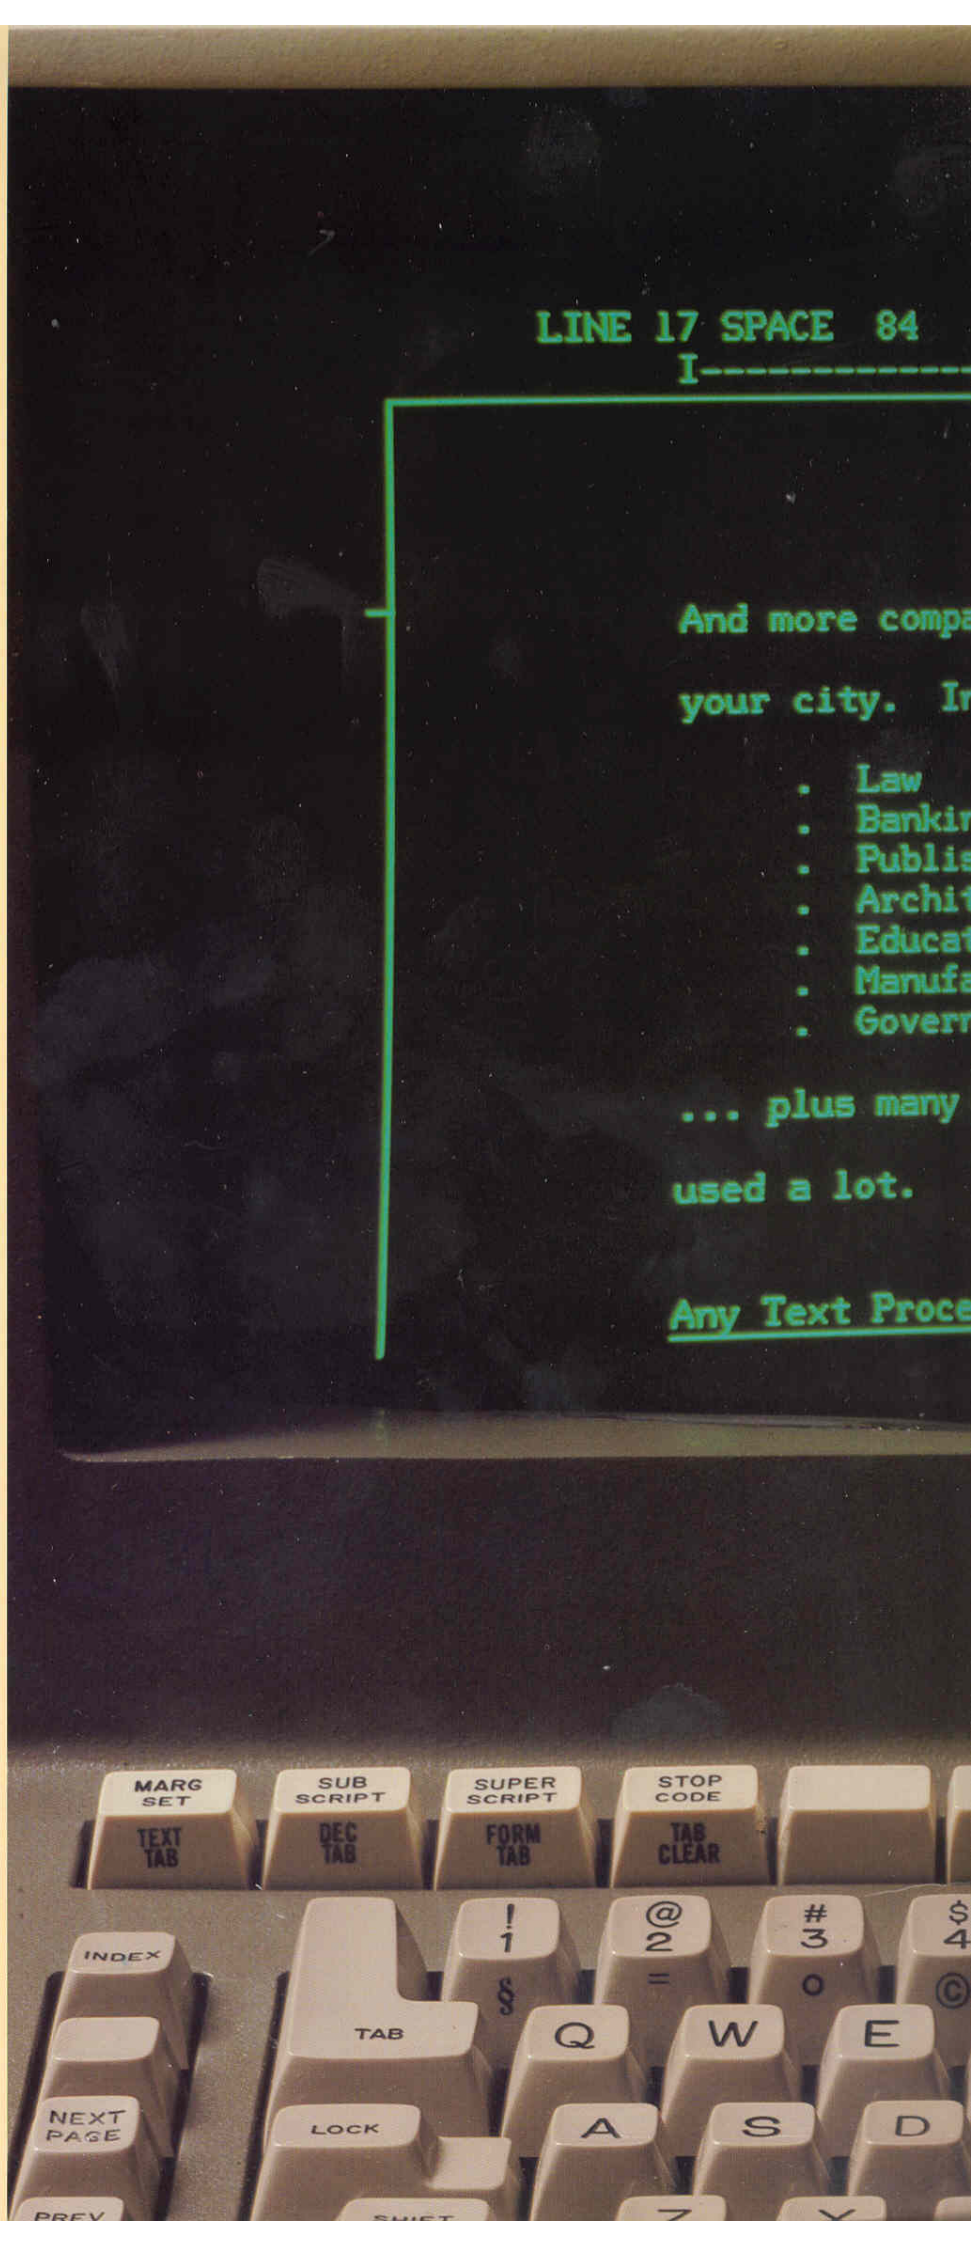 LINE 17 SPACE 84
I-------------
And more compa
your city. In
. Law
. Bankin
. Publis
. Archit
. Educat
. Manufa
. Govern
... plus many
used a lot.
Any Text Proce
MARG SET
TEXT TAB
SUB SCRIPT
DEC TAB
SUPER SCRIPT
FORM TAB
STOP CODE
TAB CLEAR
INDEX
TAB
! 1 §
@ 2 =
# 3 o
$ 4 ©
Q W E
NEXT PAGE
LOCK
A S D
PREV
SHIFT
Z X